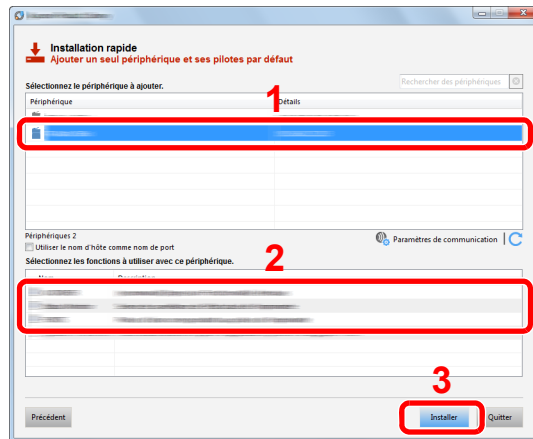 Installation rapide
Ajouter un seul périphérique et ses pilotes par défaut
Sélectionnez le périphérique à ajouter.
Rechercher des périphériques
1
Périphérique Détails
Périphériques 2
Paramètres de communication
Utiliser le nom d'hôte comme nom de port
2
Sélectionnez les fonctions à utiliser avec ce périphérique.
Nom Description
3
Précédent Installer Quitter